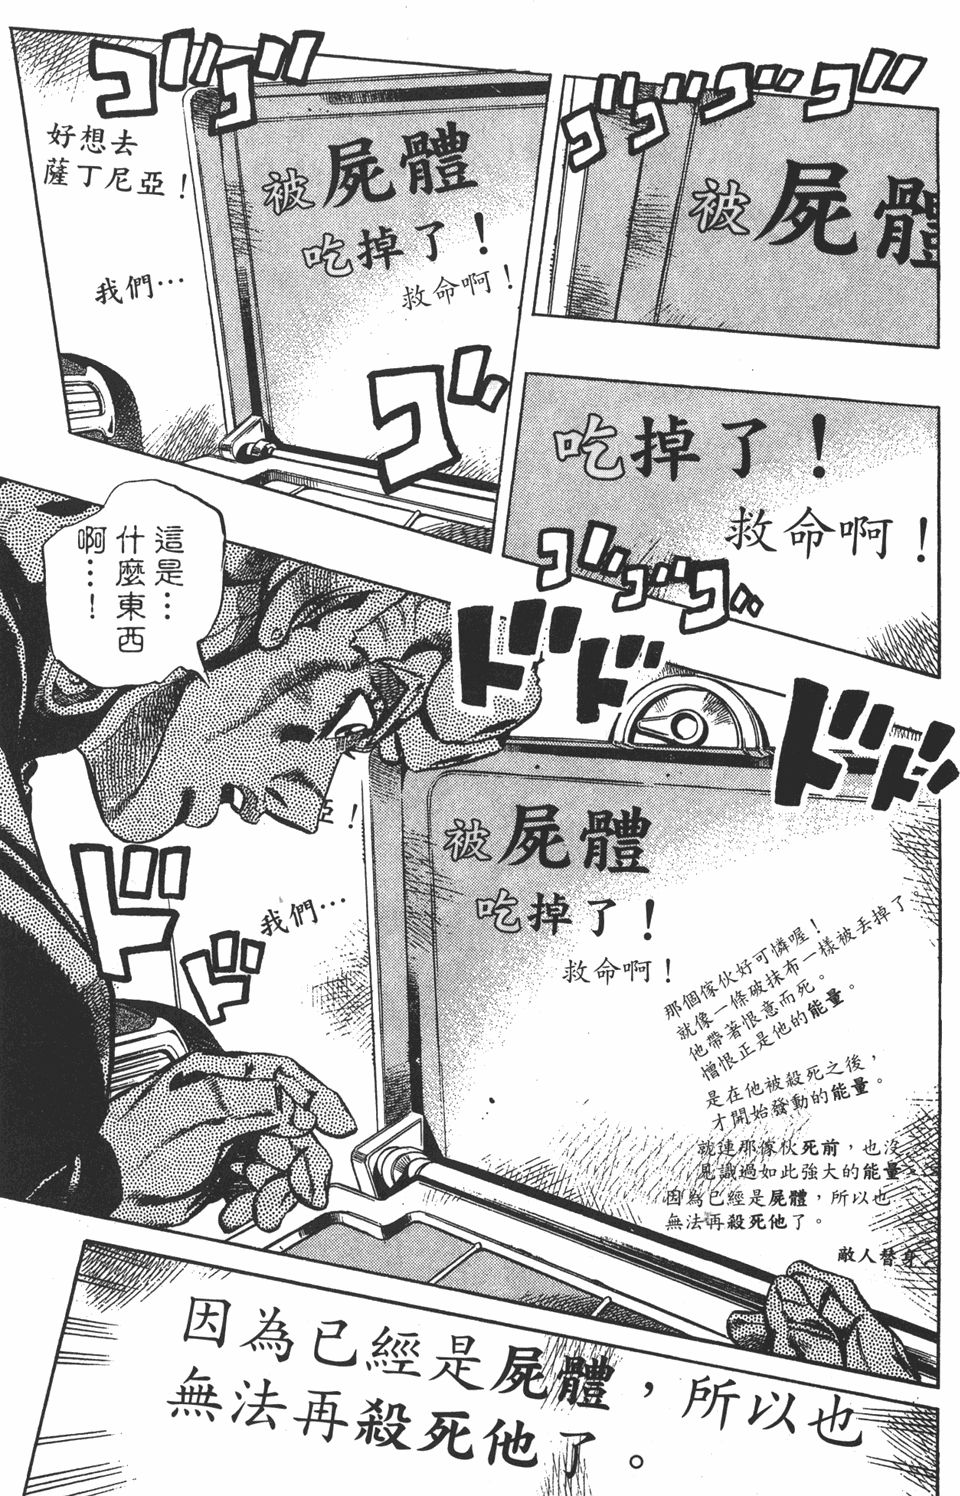 ゴゴゴゴゴ
被屍體
吃掉了！
救命啊！
ゴゴゴ
ゴゴ
好想去
薩丁尼亞！
我們…
被屍體
吃掉了！
救命啊！
ゴゴ
這是…
什麼東西
啊…！
ドド
ドド
亞！
我們…
被屍體
吃掉了！
救命啊！
那個傢伙好可憐喔！
就像一條破抹布一樣被丟掉了
他帶著恨意而死。
憎恨正是他的能量。
是在他被殺死之後，
才開始發動的能量。
就連那傢伙死前，也沒
見識過如此強大的能量。
因為已經是屍體，所以也
無法再殺死他了。
敵人替身
ドド
因為已經是屍體，所以也
無法再殺死他了。